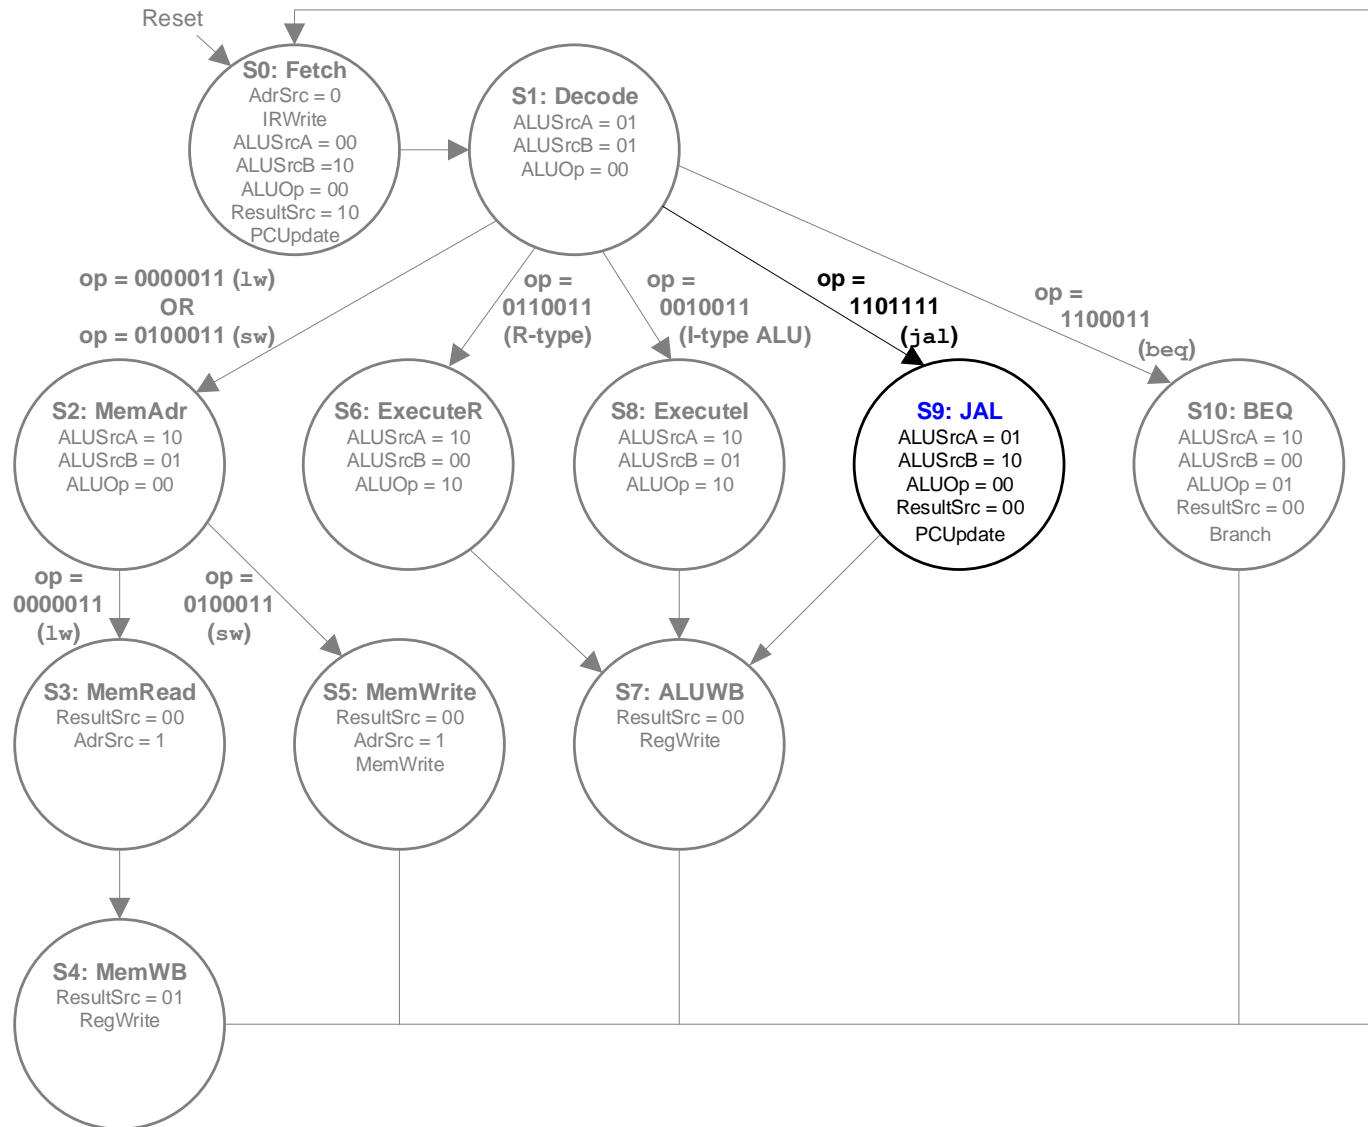 Reset
S0: Fetch
AdrSrc = 0
IRWrite
ALUSrcA = 00
ALUSrcB =10
ALUOp = 00
ResultSrc = 10
PCUpdate
S1: Decode
ALUSrcA = 01
ALUSrcB = 01
ALUOp = 00
op = 0000011 (lw)
OR
op = 0100011 (sw)
op =
0110011
(R-type)
op =
0010011
(I-type ALU)
op =
1101111
(jal)
op =
1100011
(beq)
S2: MemAdr
ALUSrcA = 10
ALUSrcB = 01
ALUOp = 00
S6: ExecuteR
ALUSrcA = 10
ALUSrcB = 00
ALUOp = 10
S8: ExecuteI
ALUSrcA = 10
ALUSrcB = 01
ALUOp = 10
S9: JAL
ALUSrcA = 01
ALUSrcB = 10
ALUOp = 00
ResultSrc = 00
PCUpdate
S10: BEQ
ALUSrcA = 10
ALUSrcB = 00
ALUOp = 01
ResultSrc = 00
Branch
op =
0000011
(lw)
op =
0100011
(sw)
S3: MemRead
ResultSrc = 00
AdrSrc = 1
S5: MemWrite
ResultSrc = 00
AdrSrc = 1
MemWrite
S7: ALUWB
ResultSrc = 00
RegWrite
S4: MemWB
ResultSrc = 01
RegWrite